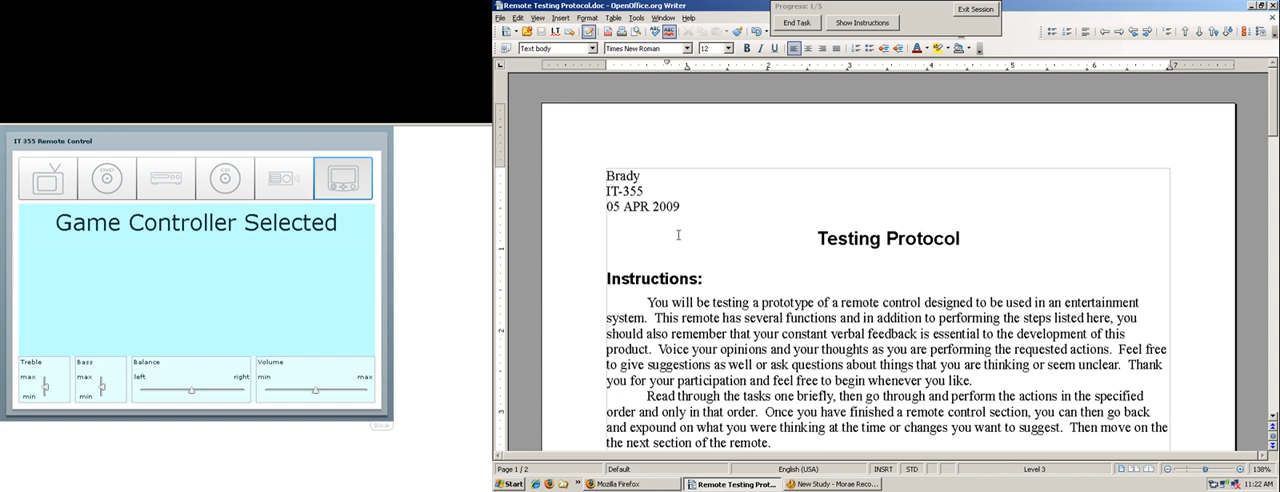 Remote Testing Protocol.doc - OpenOffice.org Writer
Progress: 1/5
Exit Session
File Edit View Insert Format Table Tools Window Help
End Task
Show Instructions
LT
Text body
Times New Roman
12
B I U
1 2 3 4 5 6 7
IT 355 Remote Control
DVD
CD
Game Controller Selected
Treble
max
min
Bass
max
min
Balance
left right
Volume
min max
Brady
IT-355
05 APR 2009
Testing Protocol
Instructions:
You will be testing a prototype of a remote control designed to be used in an entertainment
system. This remote has several functions and in addition to performing the steps listed here, you
should also remember that your constant verbal feedback is essential to the development of this
product. Voice your opinions and your thoughts as you are performing the requested actions. Feel free
to give suggestions as well or ask questions about things that you are thinking or seem unclear. Thank
you for your participation and feel free to begin whenever you like.
Read through the tasks one briefly, then go through and perform the actions in the specified
order and only in that order. Once you have finished a remote control section, you can then go back
and expound on what you were thinking at the time or changes you want to suggest. Then move on the
the next section of the remote.
Page 1 / 2
Default
English (USA)
INSRT
STD
Level 3
138%
Start
Mozilla Firefox
Remote Testing Prot...
New Study - Morae Reco...
11:22 AM